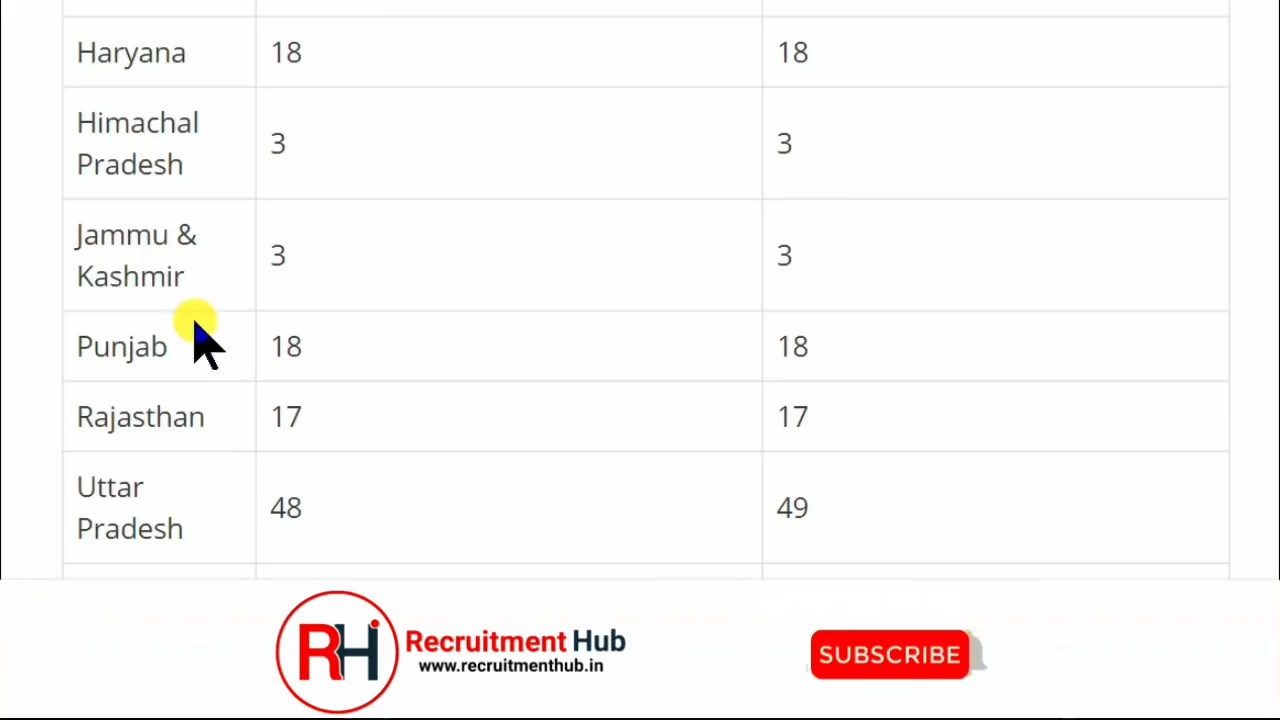 Haryana 18 18
Himachal
Pradesh 3 3
Jammu &
Kashmir 3 3
Punjab 18 18
Rajasthan 17 17
Uttar
Pradesh 48 49
RH Recruitment Hub
www.recruitmenthub.in
SUBSCRIBE